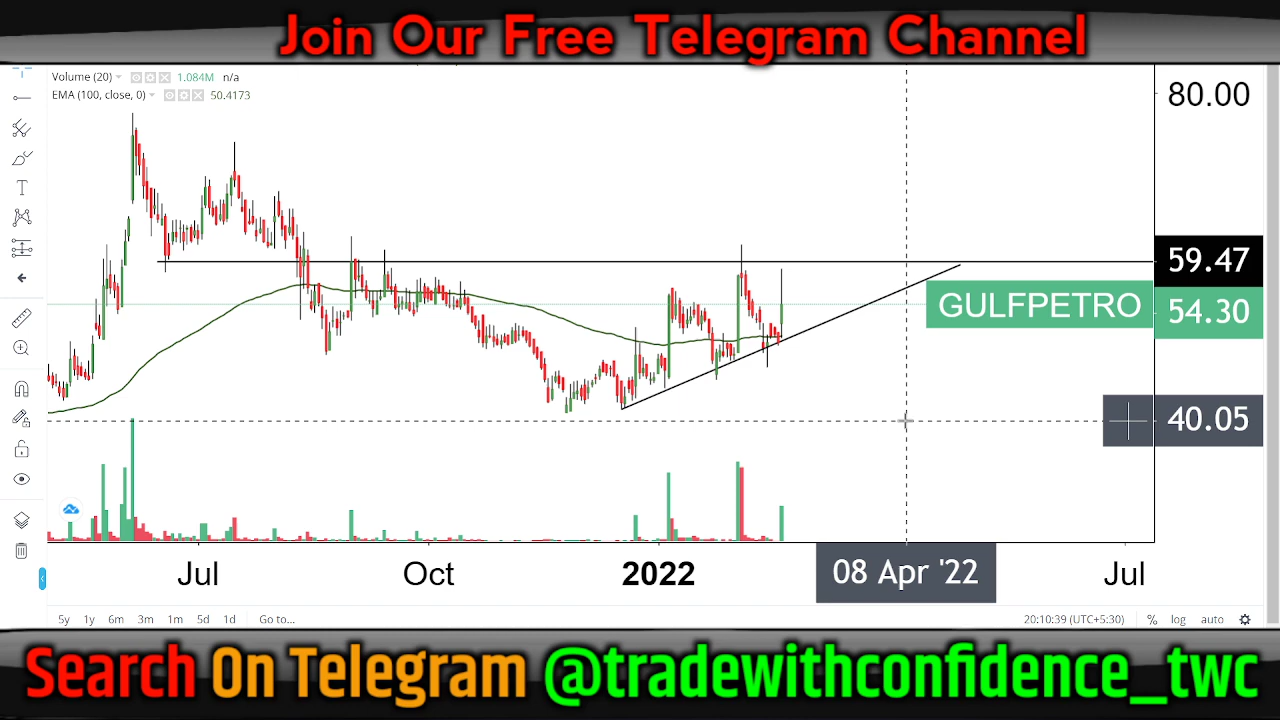 Join Our Free Telegram Channel
Volume (20) 1.084M n/a
EMA (100, close, 0) 50.4173
80.00
59.47
GULFPETRO 54.30
40.05
08 Apr '22
Jul Oct 2022 Jul
5y 1y 6m 3m 1m 5d 1d Go to... 20:10:39 (UTC+5:30) % log auto
Search On Telegram @tradewithconfidence_twc